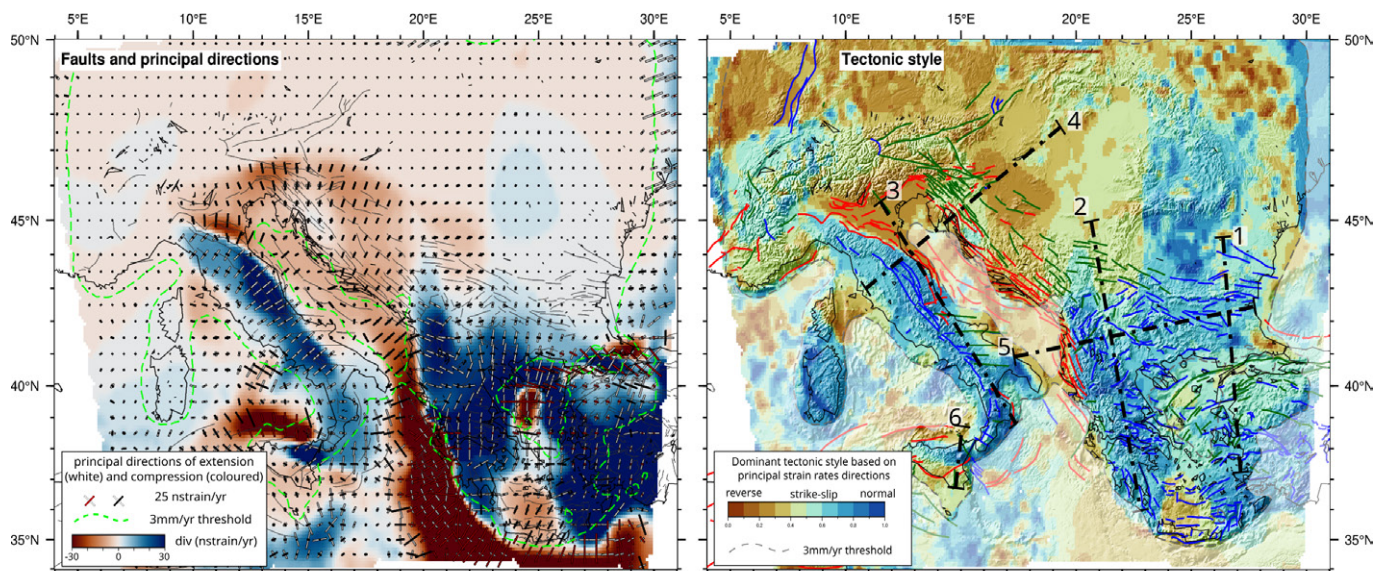 5°E 10°E 15°E 20°E 25°E 30°E
50°N
45°N
40°N
35°N
Faults and principal directions
principal directions of extension
(white) and compression (coloured)
25 nstrain/yr
3mm/yr threshold
div (nstrain/yr)
-30 0 30
5°E 10°E 15°E 20°E 25°E 30°E
50°N
45°N
40°N
35°N
Tectonic style
4
3
2
1
5
6
Dominant tectonic style based on
principal strain rates directions
reverse strike-slip normal
0.0 0.2 0.4 0.6 0.8 1.0
3mm/yr threshold